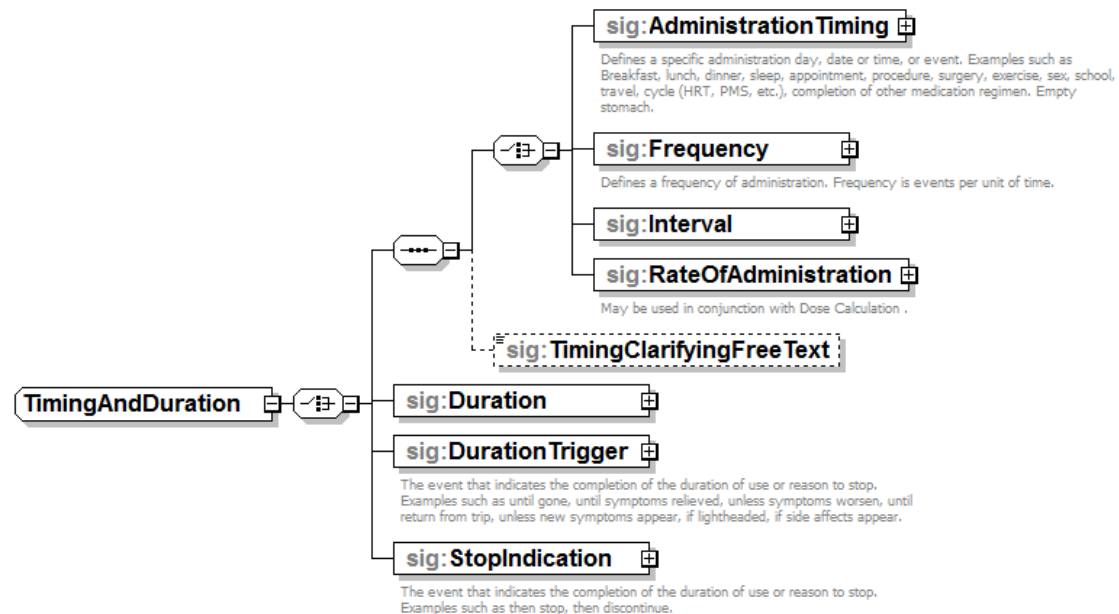 sig:AdministrationTiming
Defines a specific administration day, date or time, or event. Examples such as
Breakfast, lunch, dinner, sleep, appointment, procedure, surgery, exercise, sex, school,
travel, cycle (HRT, PMS, etc.), completion of other medication regimen. Empty
stomach.
sig:Frequency
Defines a frequency of administration. Frequency is events per unit of time.
sig:Interval
sig:RateOfAdministration
May be used in conjunction with Dose Calculation .
sig:TimingClarifyingFreeText
TimingAndDuration
sig:Duration
sig:DurationTrigger
The event that indicates the completion of the duration of use or reason to stop.
Examples such as until gone, until symptoms relieved, unless symptoms worsen, until
return from trip, unless new symptoms appear, if lightheaded, if side affects appear.
sig:StopIndication
The event that indicates the completion of the duration of use or reason to stop.
Examples such as then stop, then discontinue.